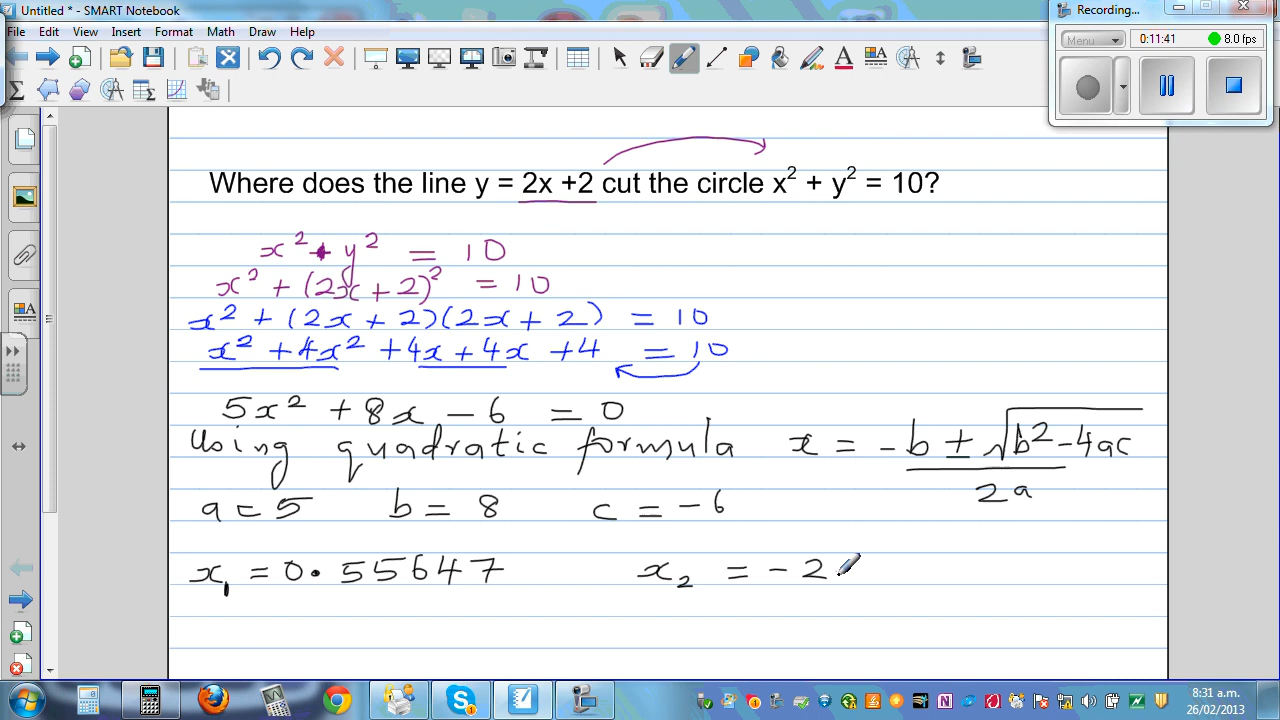 Untitled * - SMART Notebook
Recording...
File Edit View Insert Format Math Draw Help
Menu 0:11:41 8.0 fps
Where does the line y = 2x +2 cut the circle x² + y² = 10?
x² + y² = 10
x² + (2x + 2)² = 10
x² + (2x + 2)(2x + 2) = 10
x² + 4x² + 4x + 4x + 4 = 10
5x² + 8x - 6 = 0
Using quadratic formula x = -b ± √b² - 4ac
2a
a = 5 b = 8 c = -6
x₁ = 0.55647 x₂ = -2
8:31 a.m.
26/02/2013